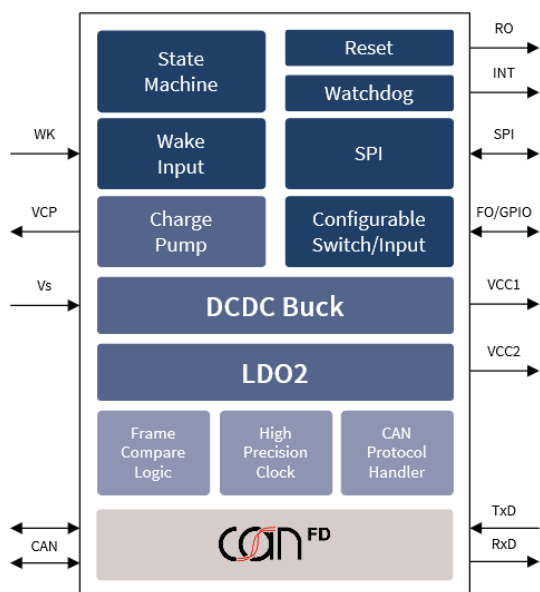 RO
State
Machine
Reset
INT
Watchdog
WK
Wake
Input
SPI
SPI
VCP
Charge
Pump
Configurable
Switch/Input
FO/GPIO
Vs
DCDC Buck
VCC1
LDO2
VCC2
Frame
Compare
Logic
High
Precision
Clock
CAN
Protocol
Handler
CAN
CAN FD
TxD
RxD